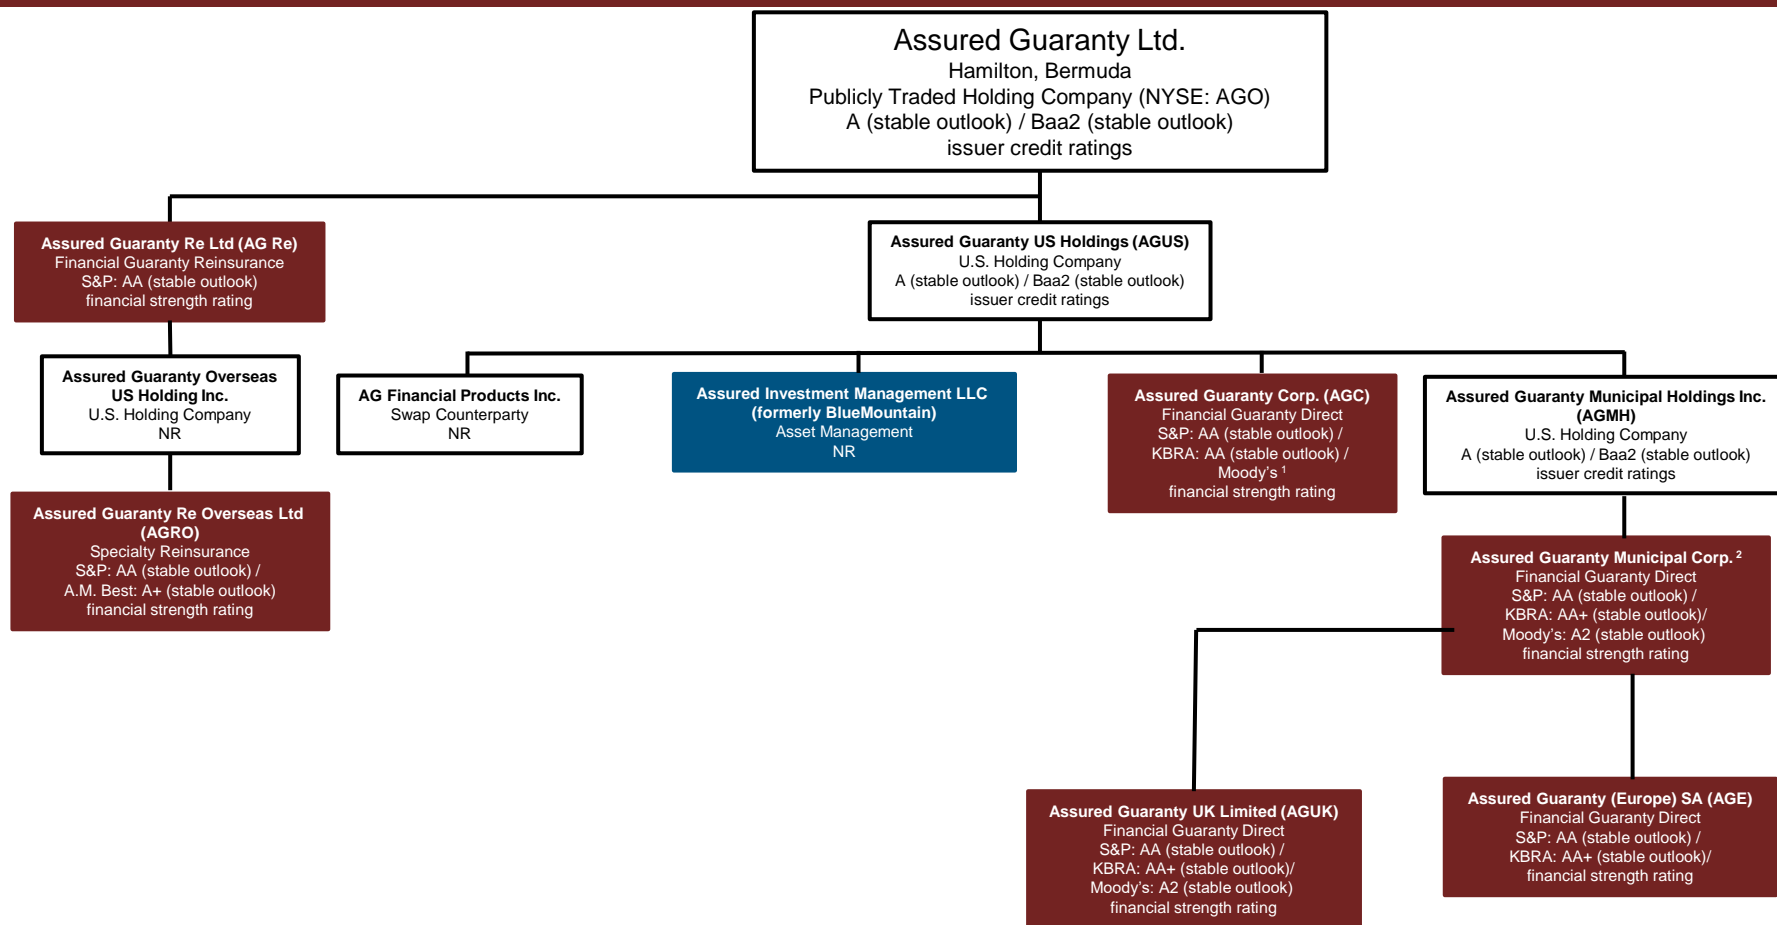 Assured Guaranty Ltd.
Hamilton, Bermuda
Publicly Traded Holding Company (NYSE: AGO)
A (stable outlook) / Baa2 (stable outlook)
issuer credit ratings
Assured Guaranty Re Ltd (AG Re)
Financial Guaranty Reinsurance
S&P: AA (stable outlook)
financial strength rating
Assured Guaranty US Holdings (AGUS)
U.S. Holding Company
A (stable outlook) / Baa2 (stable outlook)
issuer credit ratings
Assured Guaranty Overseas
US Holding Inc.
U.S. Holding Company
NR
AG Financial Products Inc.
Swap Counterparty
NR
Assured Investment Management LLC
(formerly BlueMountain)
Asset Management
NR
Assured Guaranty Corp. (AGC)
Financial Guaranty Direct
S&P: AA (stable outlook) /
KBRA: AA (stable outlook) /
Moody's ¹
financial strength rating
Assured Guaranty Municipal Holdings Inc.
(AGMH)
U.S. Holding Company
A (stable outlook) / Baa2 (stable outlook)
issuer credit ratings
Assured Guaranty Re Overseas Ltd
(AGRO)
Specialty Reinsurance
S&P: AA (stable outlook) /
A.M. Best: A+ (stable outlook)
financial strength rating
Assured Guaranty Municipal Corp. ²
Financial Guaranty Direct
S&P: AA (stable outlook) /
KBRA: AA+ (stable outlook)/
Moody's: A2 (stable outlook)
financial strength rating
Assured Guaranty UK Limited (AGUK)
Financial Guaranty Direct
S&P: AA (stable outlook) /
KBRA: AA+ (stable outlook)/
Moody's: A2 (stable outlook)
financial strength rating
Assured Guaranty (Europe) SA (AGE)
Financial Guaranty Direct
S&P: AA (stable outlook) /
KBRA: AA+ (stable outlook)/
financial strength rating